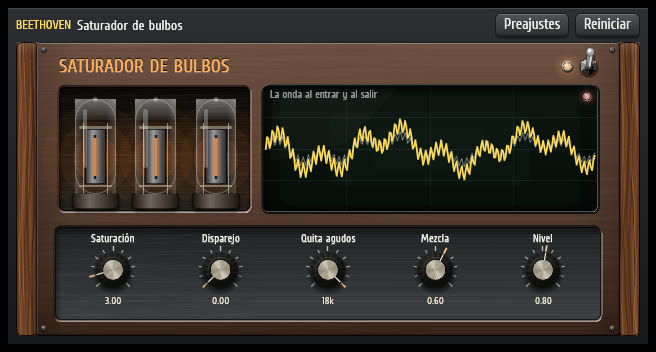 BEETHOVEN Saturador de bulbos
Preajustes
Reiniciar
SATURADOR DE BULBOS
La onda al entrar y al salir
Saturación
Disparejo
Quita agudos
Mezcla
Nivel
3.00
0.00
18k
0.60
0.80